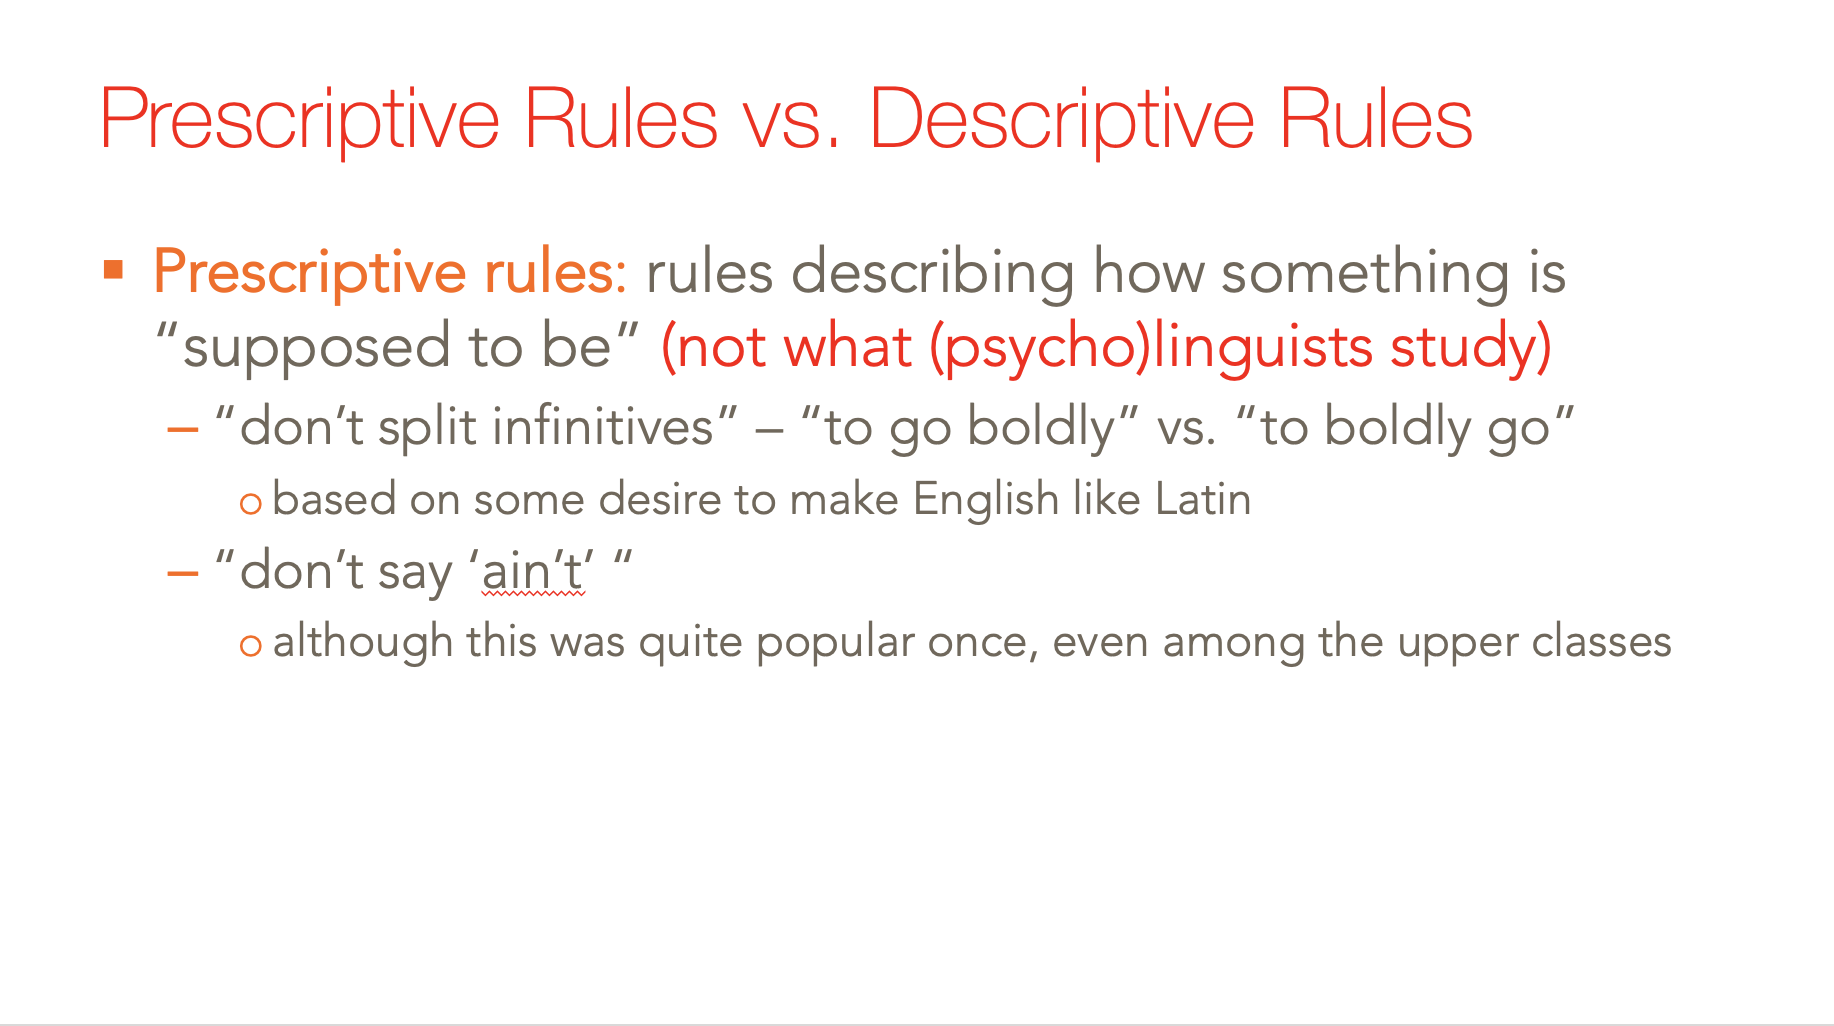 Prescriptive Rules vs. Descriptive Rules
▪ Prescriptive rules: rules describing how something is
“supposed to be” (not what (psycho)linguists study)
– “don’t split infinitives” – “to go boldly” vs. “to boldly go”
o based on some desire to make English like Latin
– “don’t say ‘ain’t’ “
o although this was quite popular once, even among the upper classes